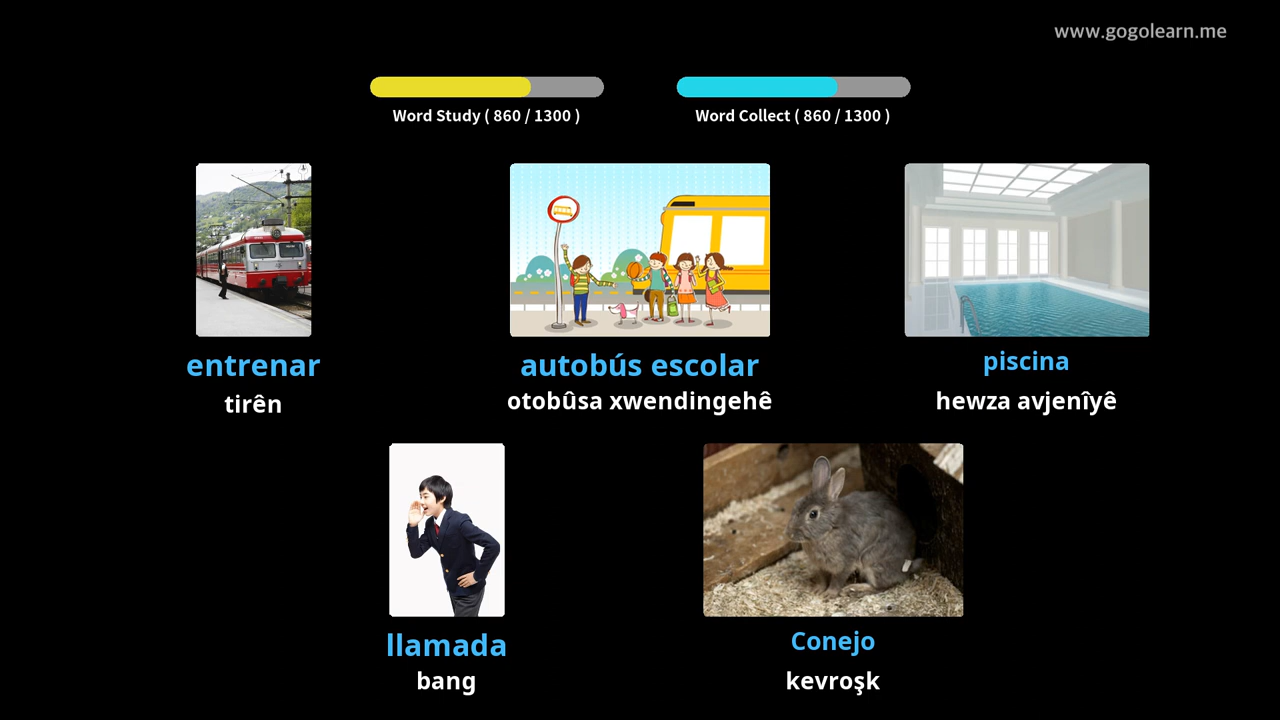 www.gogolearn.me
Word Study ( 860 / 1300 )
Word Collect ( 860 / 1300 )
entrenar
tirên
autobús escolar
otobûsa xwendingehê
piscina
hewza avjenîyê
llamada
bang
Conejo
kevroşk